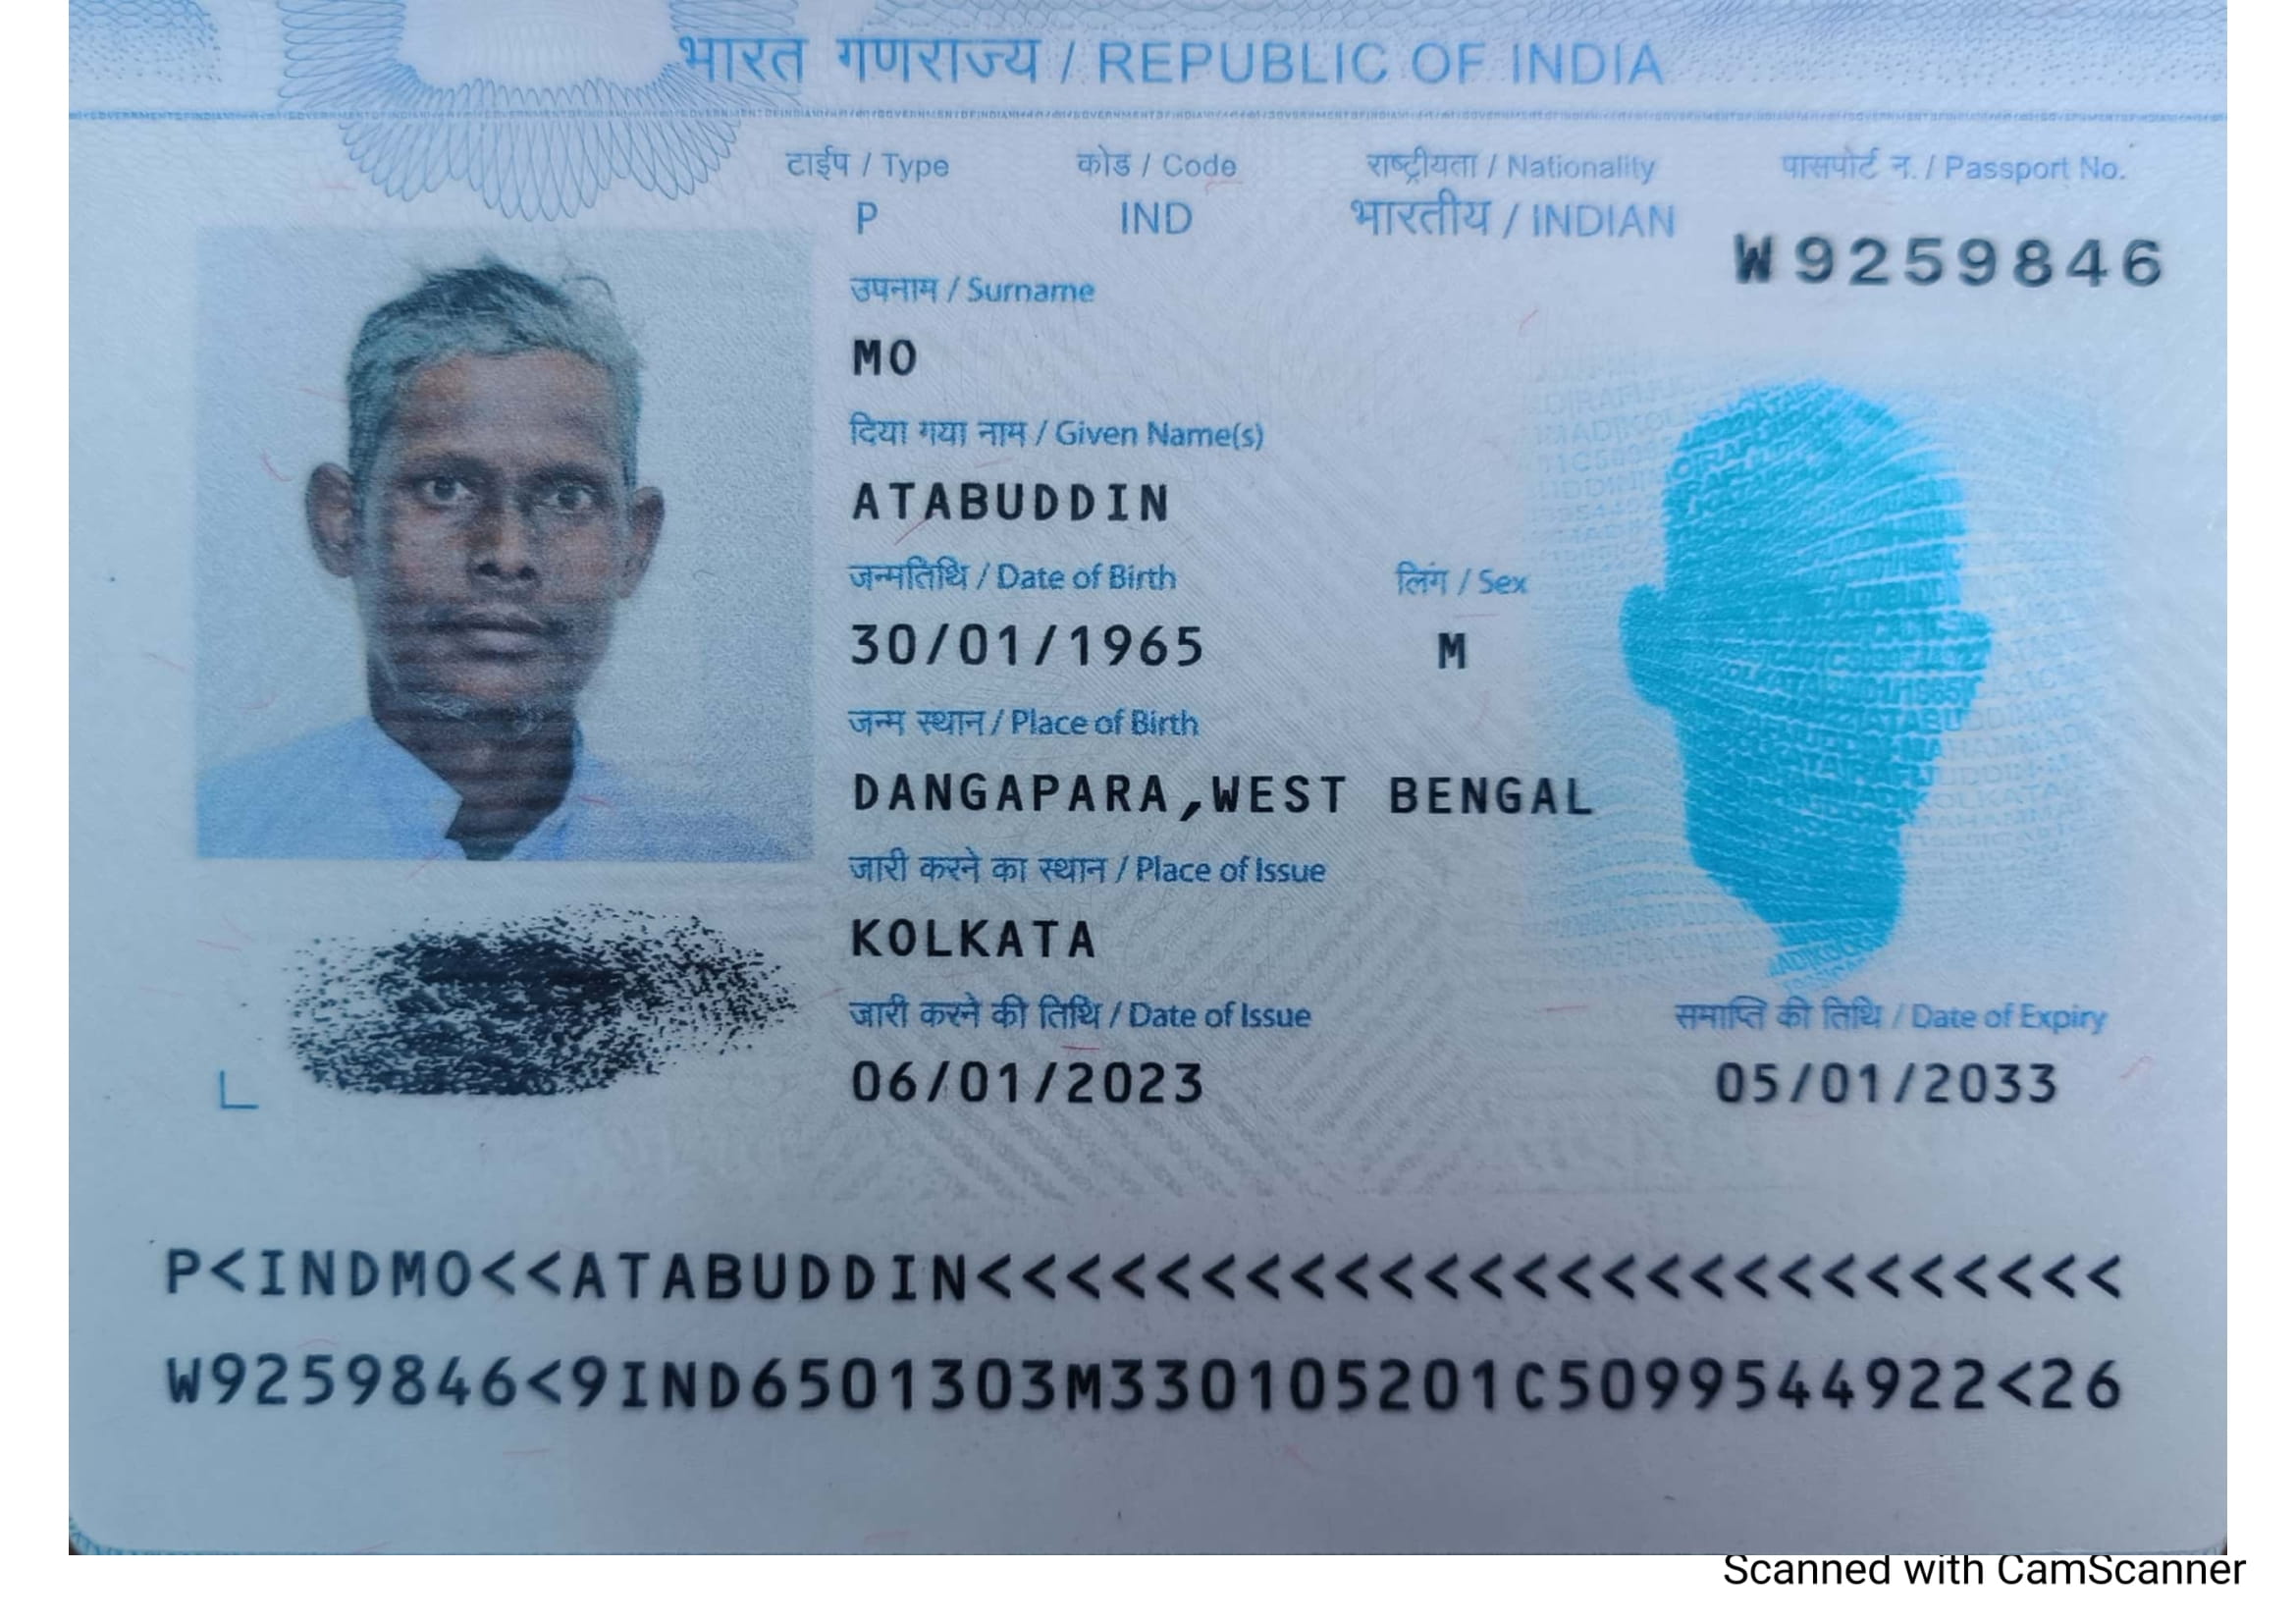 भारत गणराज्य / REPUBLIC OF INDIA
टाईप / Type कोड / Code राष्ट्रीयता / Nationality पासपोर्ट न. / Passport No.
P IND भारतीय / INDIAN W9259846
उपनाम / Surname
MO
दिया गया नाम / Given Name(s)
ATABUDDIN
जन्मतिथि / Date of Birth लिंग / Sex
30/01/1965 M
जन्म स्थान / Place of Birth
DANGAPARA,WEST BENGAL
जारी करने का स्थान / Place of Issue
KOLKATA
जारी करने की तिथि / Date of Issue समाप्ति की तिथि / Date of Expiry
06/01/2023 05/01/2033
P<INDMO<<ATABUDDIN<<<<<<<<<<<<<<<<<<<<<<<<<<
W9259846<9IND6501303M330105201C5099544922<26
Scanned with CamScanner